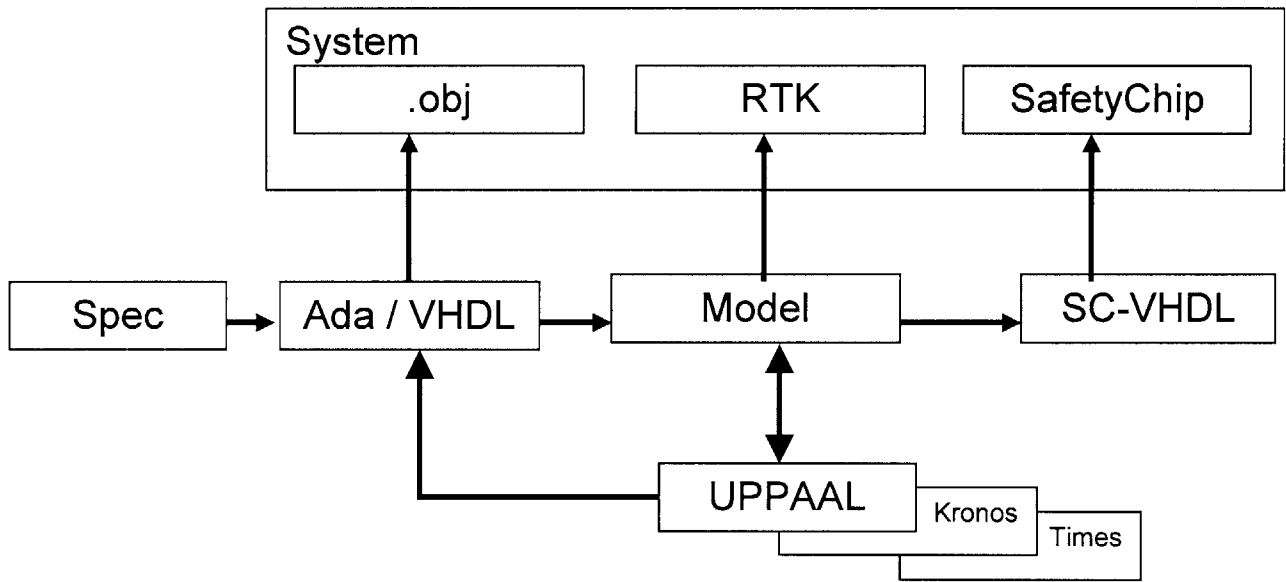 System
.obj
RTK
SafetyChip
Spec
Ada / VHDL
Model
SC-VHDL
UPPAAL
Kronos
Times